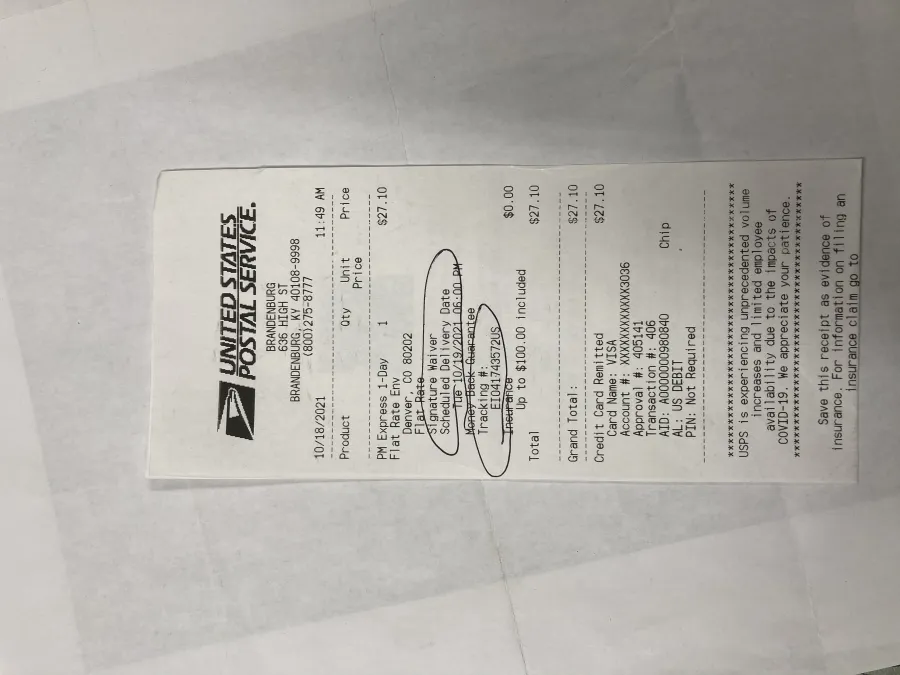 UNITED STATES
POSTAL SERVICE.
BRANDENBURG
636 HIGH ST
BRANDENBURG, KY 40108-9998
(800)275-8777
10/18/2021 11:49 AM
Product Qty Unit Price
Price
PM Express 1-Day 1 $27.10
Flat Rate Env
Denver, CO 80202
Flat Rate
Signature Waiver
Scheduled Delivery Date
Tue 10/19/2021 06:00 PM
Money Back Guarantee
Tracking #:
EI041743572US
Insurance $0.00
Up to $100.00 included
Total $27.10
Grand Total: $27.10
Credit Card Remitted $27.10
Card Name: VISA
Account #: XXXXXXXXXXXX3036
Approval #: 405141
Transaction #: 406
AID: A0000000980840 Chip
AL: US DEBIT
PIN: Not Required
USPS is experiencing unprecedented volume
increases and limited employee
availability due to the impacts of
COVID-19. We appreciate your patience.
Save this receipt as evidence of
insurance. For information on filing an
insurance claim go to